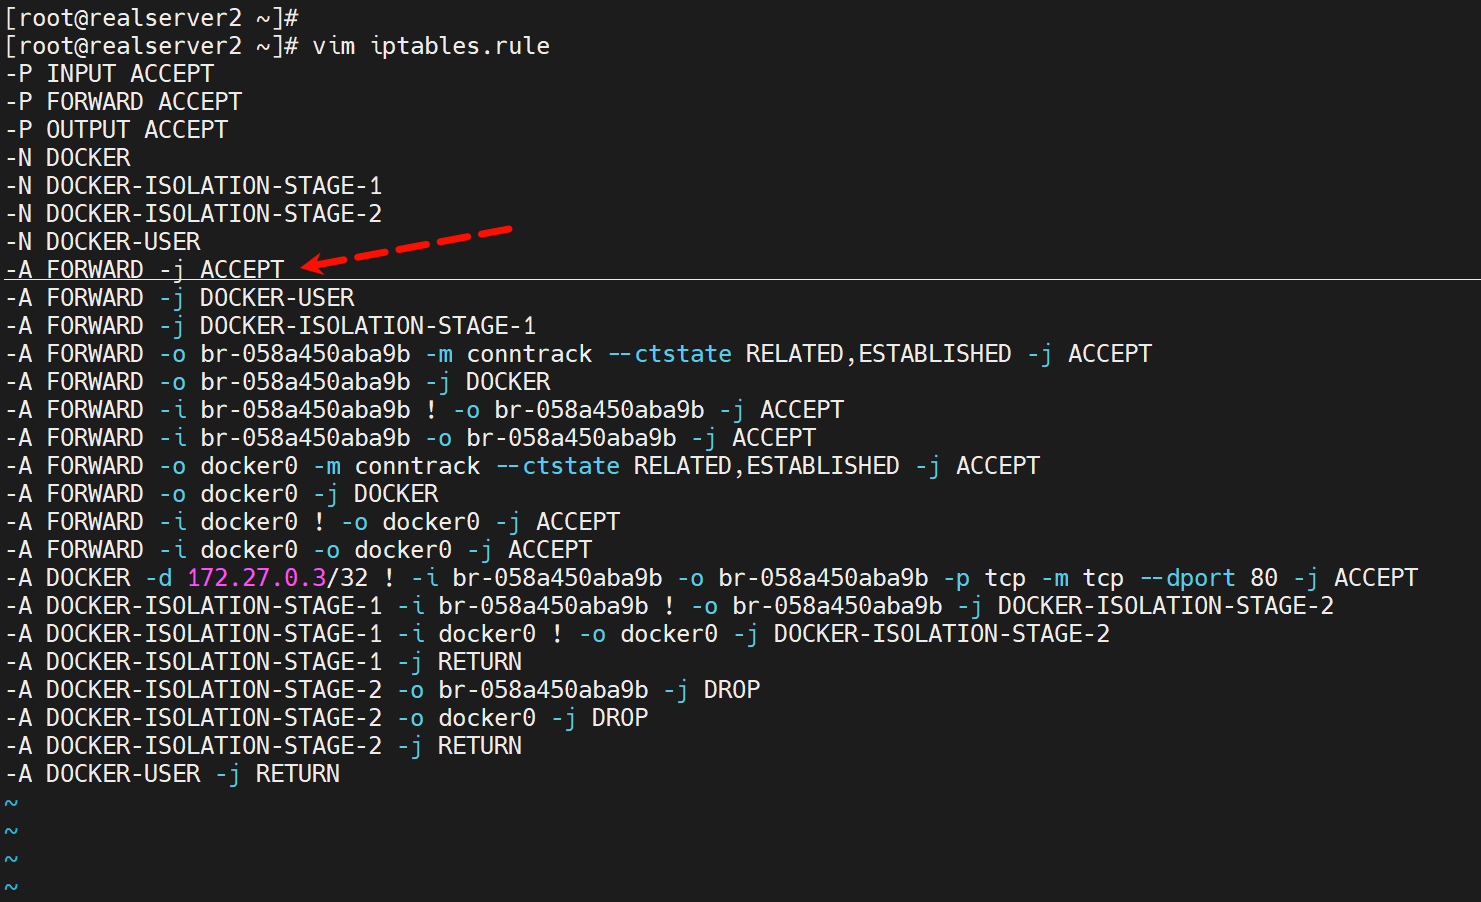 [root@realserver2 ~]#
[root@realserver2 ~]# vim iptables.rule
-P INPUT ACCEPT
-P FORWARD ACCEPT
-P OUTPUT ACCEPT
-N DOCKER
-N DOCKER-ISOLATION-STAGE-1
-N DOCKER-ISOLATION-STAGE-2
-N DOCKER-USER
-A FORWARD -j ACCEPT
-A FORWARD -j DOCKER-USER
-A FORWARD -j DOCKER-ISOLATION-STAGE-1
-A FORWARD -o br-058a450aba9b -m conntrack --ctstate RELATED,ESTABLISHED -j ACCEPT
-A FORWARD -o br-058a450aba9b -j DOCKER
-A FORWARD -i br-058a450aba9b ! -o br-058a450aba9b -j ACCEPT
-A FORWARD -i br-058a450aba9b -o br-058a450aba9b -j ACCEPT
-A FORWARD -o docker0 -m conntrack --ctstate RELATED,ESTABLISHED -j ACCEPT
-A FORWARD -o docker0 -j DOCKER
-A FORWARD -i docker0 ! -o docker0 -j ACCEPT
-A FORWARD -i docker0 -o docker0 -j ACCEPT
-A DOCKER -d 172.27.0.3/32 ! -i br-058a450aba9b -o br-058a450aba9b -p tcp -m tcp --dport 80 -j ACCEPT
-A DOCKER-ISOLATION-STAGE-1 -i br-058a450aba9b ! -o br-058a450aba9b -j DOCKER-ISOLATION-STAGE-2
-A DOCKER-ISOLATION-STAGE-1 -i docker0 ! -o docker0 -j DOCKER-ISOLATION-STAGE-2
-A DOCKER-ISOLATION-STAGE-1 -j RETURN
-A DOCKER-ISOLATION-STAGE-2 -o br-058a450aba9b -j DROP
-A DOCKER-ISOLATION-STAGE-2 -o docker0 -j DROP
-A DOCKER-ISOLATION-STAGE-2 -j RETURN
-A DOCKER-USER -j RETURN
~
~
~
~